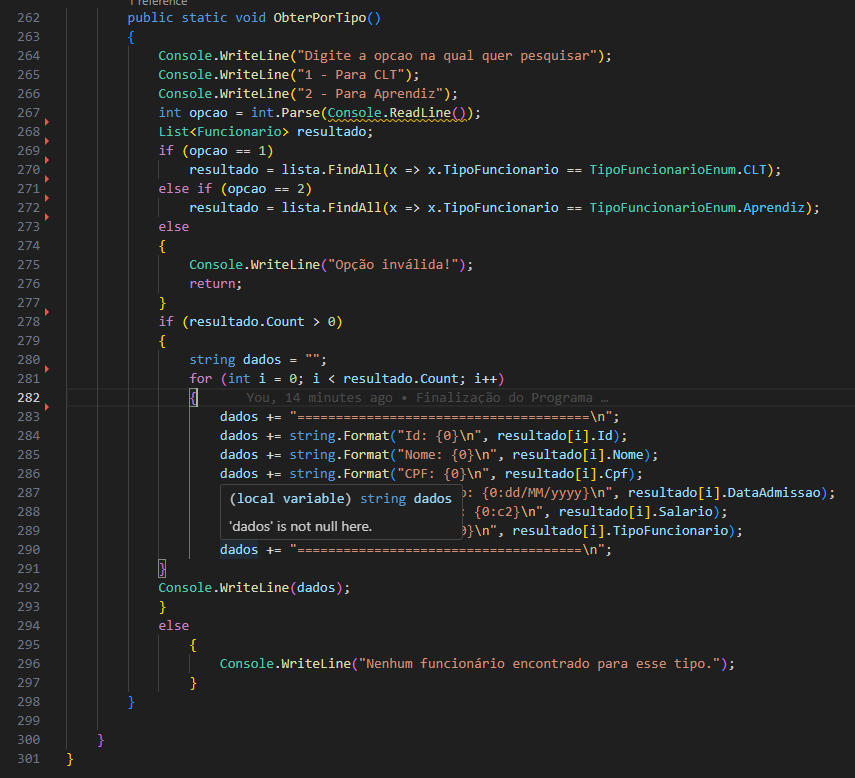 1 reference
262 public static void ObterPorTipo()
263 {
264 Console.WriteLine("Digite a opcao na qual quer pesquisar");
265 Console.WriteLine("1 - Para CLT");
266 Console.WriteLine("2 - Para Aprendiz");
267 int opcao = int.Parse(Console.ReadLine());
268 List<Funcionario> resultado;
269 if (opcao == 1)
270 resultado = lista.FindAll(x => x.TipoFuncionario == TipoFuncionarioEnum.CLT);
271 else if (opcao == 2)
272 resultado = lista.FindAll(x => x.TipoFuncionario == TipoFuncionarioEnum.Aprendiz);
273 else
274 {
275 Console.WriteLine("Opção inválida!");
276 return;
277 }
278 if (resultado.Count > 0)
279 {
280 string dados = "";
281 for (int i = 0; i < resultado.Count; i++)
282 { You, 14 minutes ago • Finalização do Programa …
283 dados += "======================================\n";
284 dados += string.Format("Id: {0}\n", resultado[i].Id);
285 dados += string.Format("Nome: {0}\n", resultado[i].Nome);
286 dados += string.Format("CPF: {0}\n", resultado[i].Cpf);
287 o: {0:dd/MM/yyyy}\n", resultado[i].DataAdmissao);
(local variable) string dados
288 : {0:c2}\n", resultado[i].Salario);
'dados' is not null here.
289 0}\n", resultado[i].TipoFuncionario);
290 dados += "=====================================\n";
291 }
292 Console.WriteLine(dados);
293 }
294 else
295 {
296 Console.WriteLine("Nenhum funcionário encontrado para esse tipo.");
297 }
298 }
299
300 }
301 }